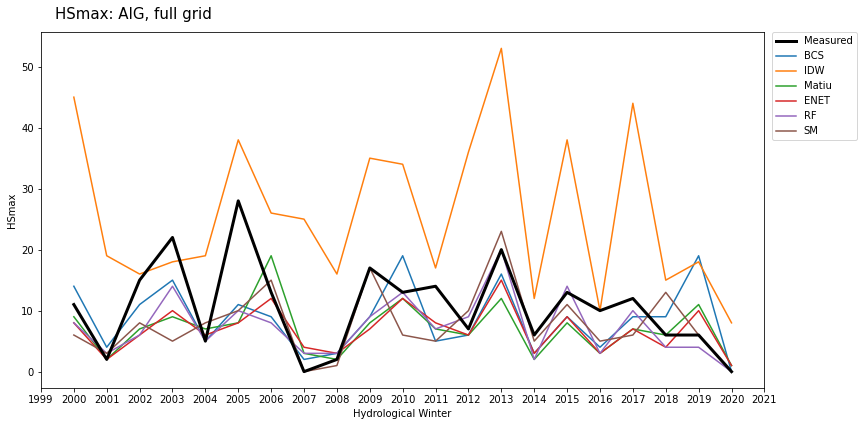 HSmax: AIG, full grid
Measured
BCS
IDW
Matiu
ENET
RF
SM
50
40
30
20
10
0
HSmax
1999 2000 2001 2002 2003 2004 2005 2006 2007 2008 2009 2010 2011 2012 2013 2014 2015 2016 2017 2018 2019 2020 2021
Hydrological Winter